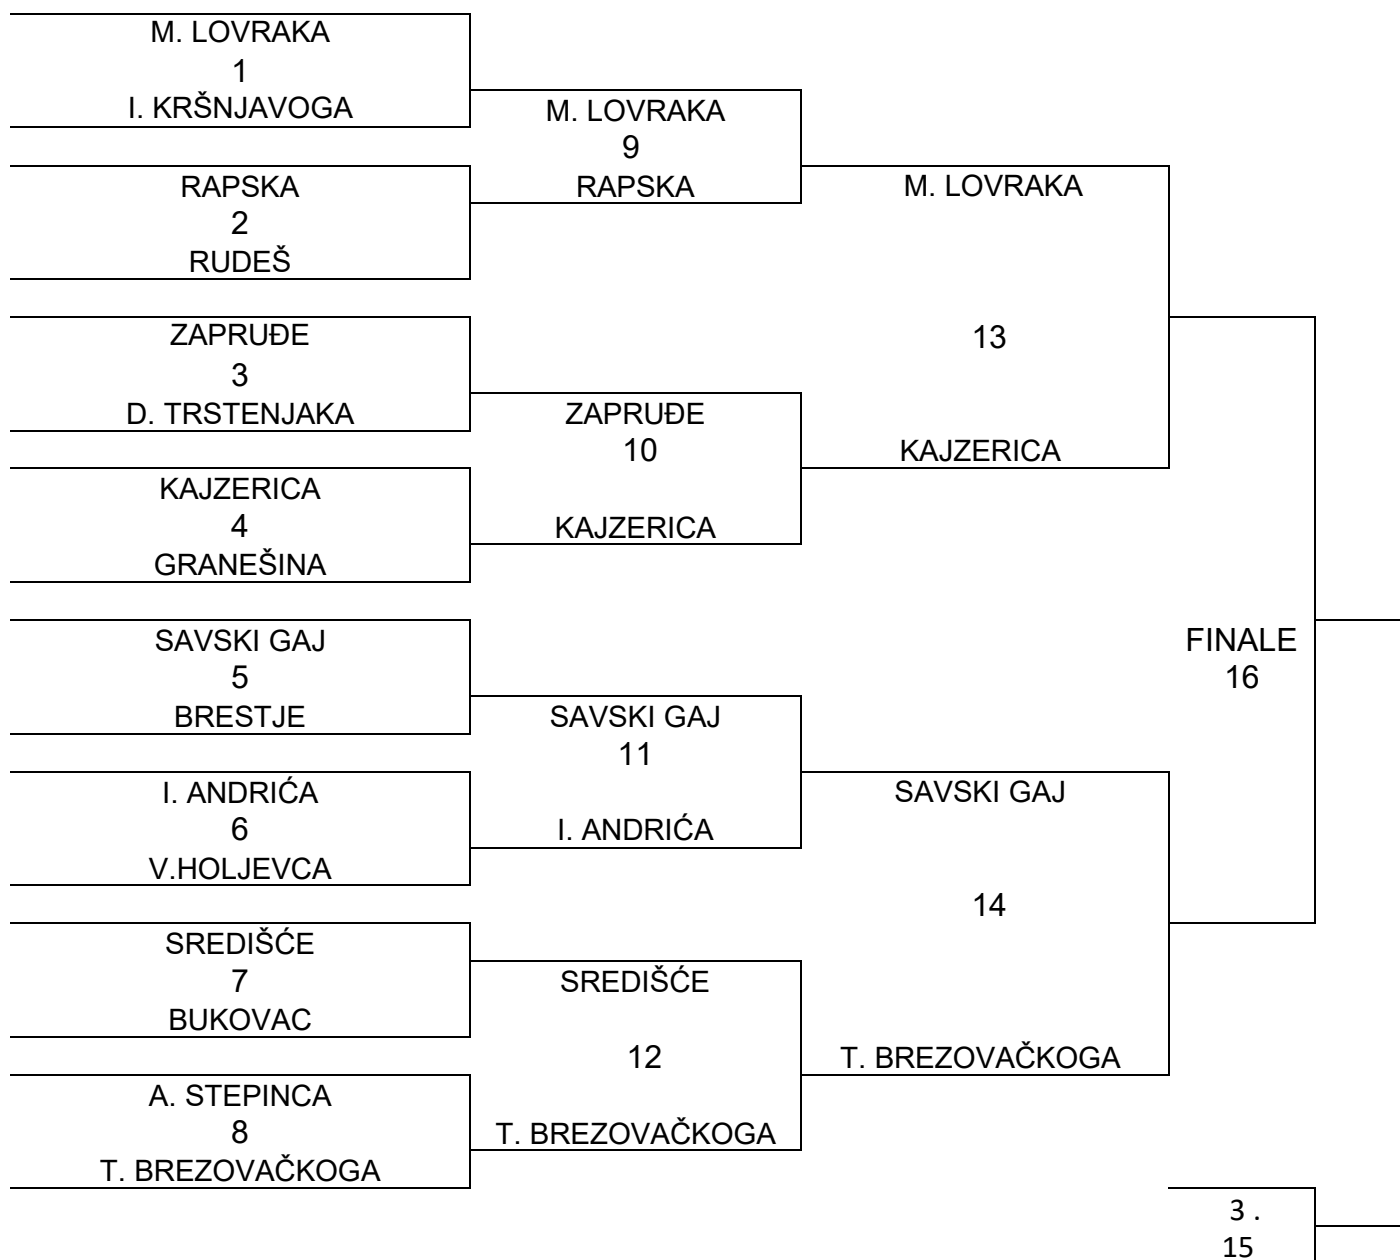 M. LOVRAKA
1
I. KRŠNJAVOGA
RAPSKA
2
RUDEŠ
ZAPRUĐE
3
D. TRSTENJAKA
KAJZERICA
4
GRANEŠINA
SAVSKI GAJ
5
BRESTJE
I. ANDRIĆA
6
V.HOLJEVCA
SREDIŠĆE
7
BUKOVAC
A. STEPINCA
8
T. BREZOVAČKOGA
M. LOVRAKA
9
RAPSKA
ZAPRUĐE
10
KAJZERICA
SAVSKI GAJ
11
I. ANDRIĆA
SREDIŠĆE
12
T. BREZOVAČKOGA
M. LOVRAKA
13
KAJZERICA
SAVSKI GAJ
14
T. BREZOVAČKOGA
FINALE
16
3 .
15